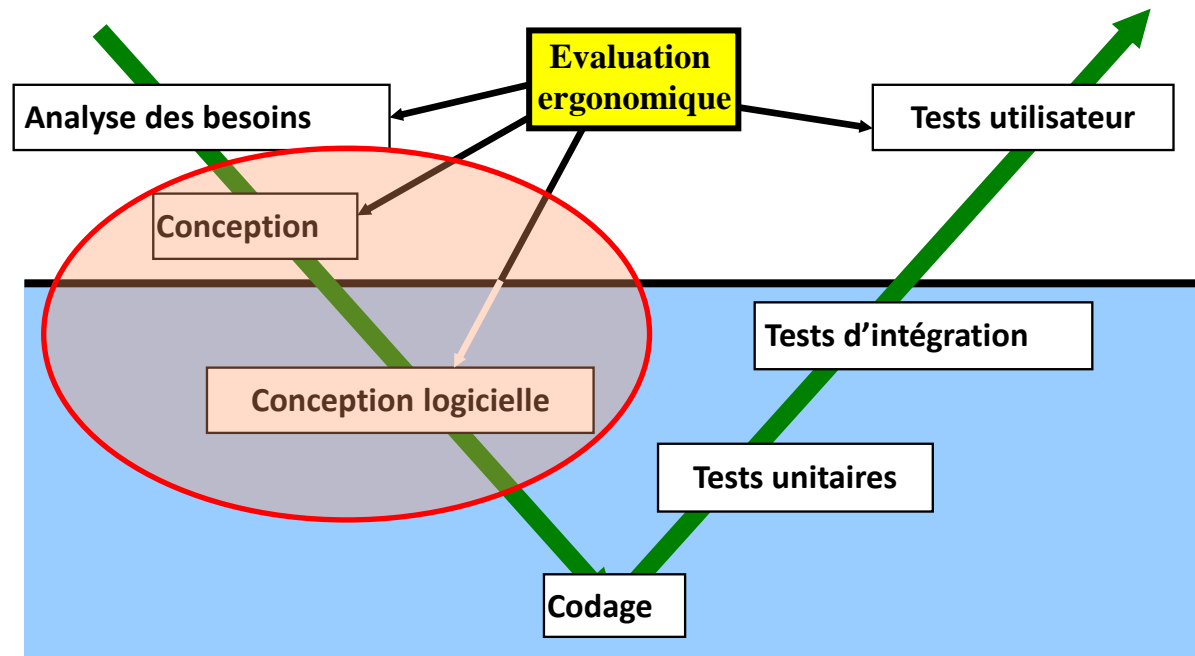 Evaluation
ergonomique
Analyse des besoins
Tests utilisateur
Conception
Tests d'intégration
Conception logicielle
Tests unitaires
Codage